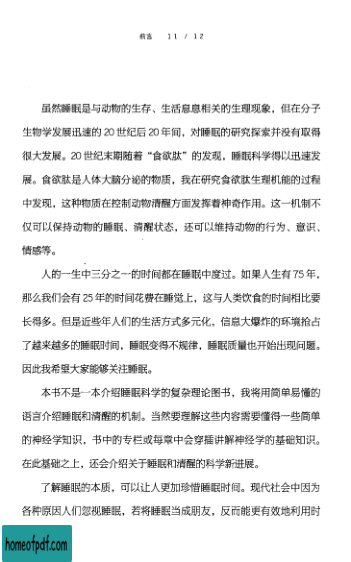 前言 11 / 12
虽然睡眠是与动物的生存、生活息息相关的生理现象，但在分子
生物学发展迅速的 20 世纪后 20 年间，对睡眠的研究探索并没有取得
很大发展。20 世纪末期随着“食欲肽”的发现，睡眠科学得以迅速发
展。食欲肽是人体大脑分泌的物质，我在研究食欲肽生理机能的过程
中发现，这种物质在控制动物清醒方面发挥着神奇作用。这一机制不
仅可以保持动物的睡眠、清醒状态，还可以维持动物的行为、意识、
情感等。
人的一生中三分之一的时间都在睡眠中度过。如果人生有 75 年，
那么我们会有 25 年的时间花费在睡觉上，这与人类饮食的时间相比要
长得多。但是近些年人们的生活方式多元化，信息大爆炸的环境抢占
了越来越多的睡眠时间，睡眠变得不规律，睡眠质量也开始出现问题。
因此我希望大家能够关注睡眠。
本书不是一本介绍睡眠科学的复杂理论图书，我将用简单易懂的
语言介绍睡眠和清醒的机制。当然要理解这些内容需要懂得一些简单
的神经学知识，书中的专栏或每章中会穿插讲解神经学的基础知识。
在此基础之上，还会介绍关于睡眠和清醒的科学新进展。
了解睡眠的本质，可以让人更加珍惜睡眠时间。现代社会中因为
各种原因人们忽视睡眠，若将睡眠当成朋友，反而能更有效地利用时
homeofpdf.com